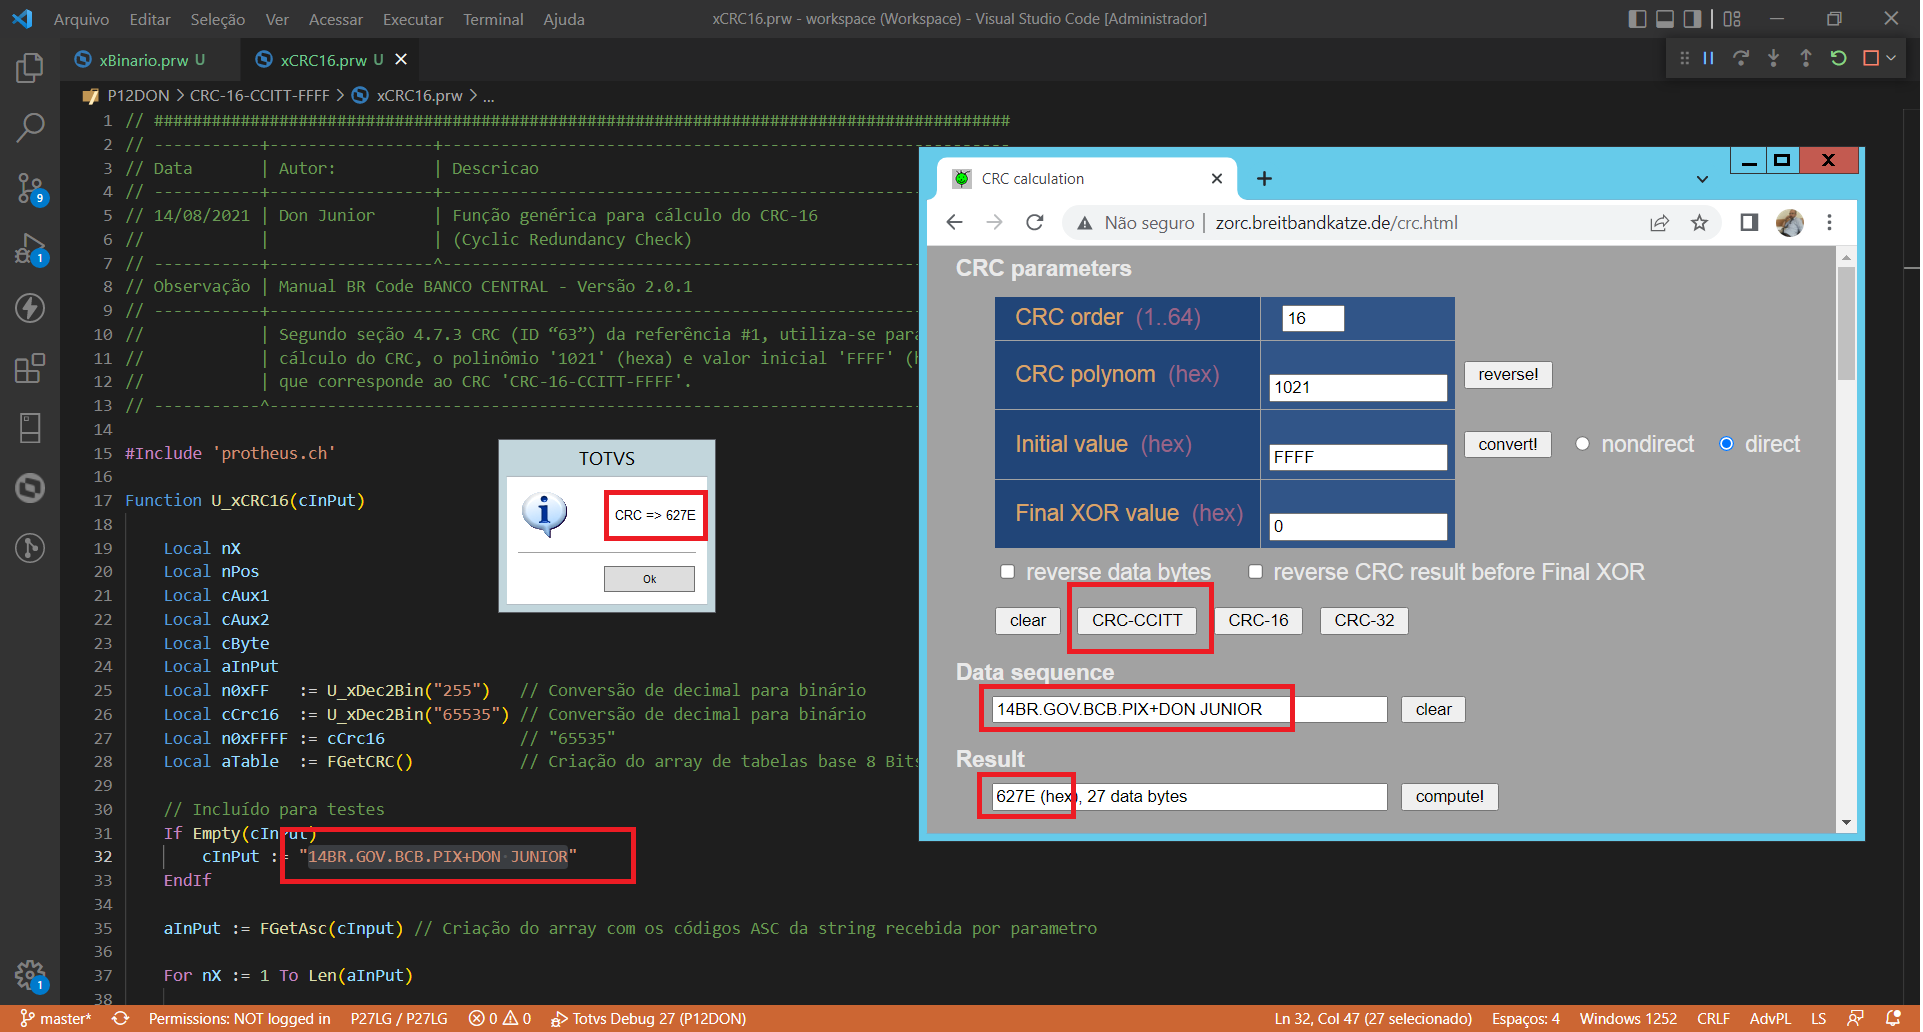 Arquivo Editar Seleção Ver Acessar Executar Terminal Ajuda
xCRC16.prw - workspace (Workspace) - Visual Studio Code [Administrador]
xBinario.prw U
xCRC16.prw U
P12DON > CRC-16-CCITT-FFFF > xCRC16.prw > ...
1 // #########################################################################################
2 // -----------+-----------------+-----------------------------------------------------------
3 // Data | Autor: | Descricao
4 // -----------+-----------------+--------------------------------------------------
5 // 14/08/2021 | Don Junior | Função genérica para cálculo do CRC-16
6 // | | (Cyclic Redundancy Check)
7 // -----------+-----------------^--------------------------------------------------
8 // Observação | Manual BR Code BANCO CENTRAL - Versão 2.0.1
9 // -----------+--------------------------------------------------------------------
10 // | Segundo seção 4.7.3 CRC (ID “63”) da referência #1, utiliza-se par
11 // | cálculo do CRC, o polinômio '1021' (hexa) e valor inicial 'FFFF' (
12 // | que corresponde ao CRC 'CRC-16-CCITT-FFFF'.
13 // -----------^--------------------------------------------------------------------
14
15 #Include 'protheus.ch'
16
17 Function U_xCRC16(cInPut)
18
19 Local nX
20 Local nPos
21 Local cAux1
22 Local cAux2
23 Local cByte
24 Local aInPut
25 Local n0xFF := U_xDec2Bin("255") // Conversão de decimal para binário
26 Local cCrc16 := U_xDec2Bin("65535") // Conversão de decimal para binário
27 Local n0xFFFF := cCrc16 // "65535"
28 Local aTable := FGetCRC() // Criação do array de tabelas base 8 Bits
29
30 // Incluído para testes
31 If Empty(cInPut)
32 cInPut := "14BR.GOV.BCB.PIX+DON·JUNIOR"
33 EndIf
34
35 aInPut := FGetAsc(cInput) // Criação do array com os códigos ASC da string recebida por parametro
36
37 For nX := 1 To Len(aInPut)
38
TOTVS
CRC => 627E
Ok
CRC calculation
Não seguro | zorc.breitbandkatze.de/crc.html
CRC parameters
CRC order (1..64) 16
CRC polynom (hex) 1021 reverse!
Initial value (hex) FFFF convert! nondirect direct
Final XOR value (hex) 0
reverse data bytes reverse CRC result before Final XOR
clear CRC-CCITT CRC-16 CRC-32
Data sequence
14BR.GOV.BCB.PIX+DON JUNIOR clear
Result
627E (hex), 27 data bytes compute!
9
1
1
master* Permissions: NOT logged in P27LG / P27LG 0 0 Totvs Debug 27 (P12DON) Ln 32, Col 47 (27 selecionado) Espaços: 4 Windows 1252 CRLF AdvPL LS